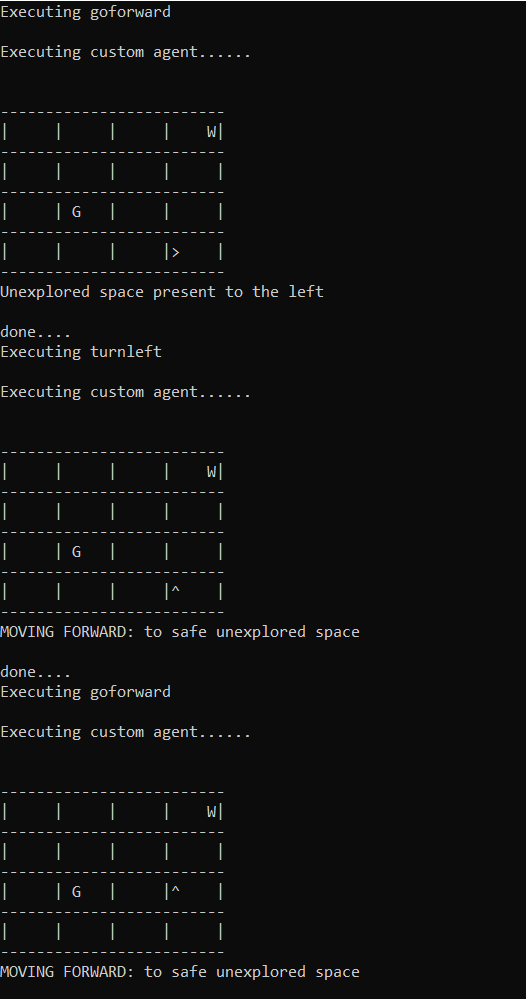 Executing goforward
Executing custom agent......
-------------------------
|     |     |     |    W|
-------------------------
|     |     |     |     |
-------------------------
|     | G   |     |     |
-------------------------
|     |     |     |>    |
-------------------------
Unexplored space present to the left
done....
Executing turnleft
Executing custom agent......
-------------------------
|     |     |     |    W|
-------------------------
|     |     |     |     |
-------------------------
|     | G   |     |     |
-------------------------
|     |     |     |^    |
-------------------------
MOVING FORWARD: to safe unexplored space
done....
Executing goforward
Executing custom agent......
-------------------------
|     |     |     |    W|
-------------------------
|     |     |     |     |
-------------------------
|     | G   |     |^    |
-------------------------
|     |     |     |     |
-------------------------
MOVING FORWARD: to safe unexplored space